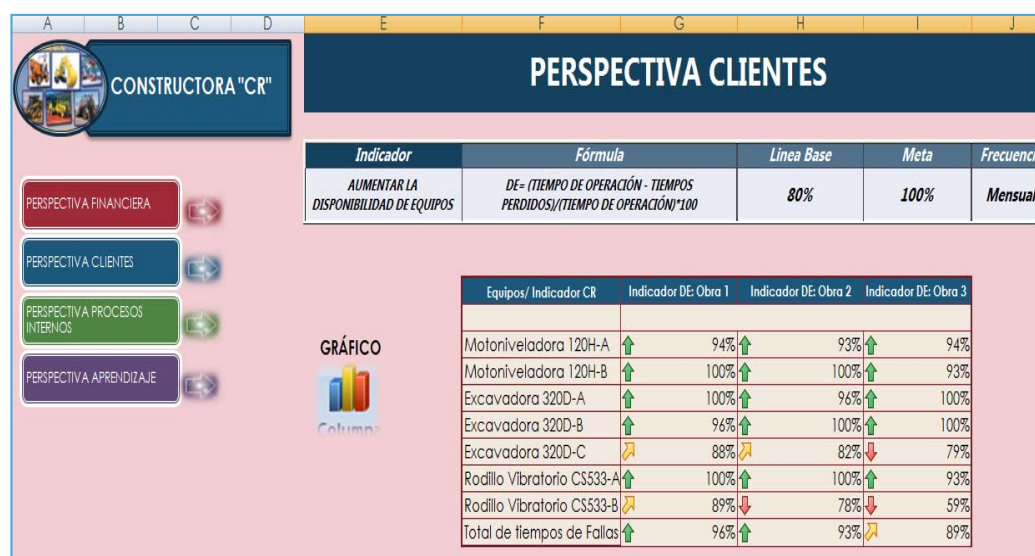 A B C D E F G H I J
CONSTRUCTORA "CR"
PERSPECTIVA CLIENTES
Indicador Fórmula Linea Base Meta Frecuenci
AUMENTAR LA
DISPONIBILIDAD DE EQUIPOS
DE= (TIEMPO DE OPERACIÓN - TIEMPOS
PERDIDOS)/(TIEMPO DE OPERACIÓN)*100
80% 100% Mensual
PERSPECTIVA FINANCIERA
PERSPECTIVA CLIENTES
PERSPECTIVA PROCESOS
INTERNOS
PERSPECTIVA APRENDIZAJE
GRÁFICO
Columna
Equipos/ Indicador CR Indicador DE: Obra 1 Indicador DE: Obra 2 Indicador DE: Obra 3
Motoniveladora 120H-A 94% 93% 94%
Motoniveladora 120H-B 100% 100% 93%
Excavadora 320D-A 100% 96% 100%
Excavadora 320D-B 96% 100% 100%
Excavadora 320D-C 88% 82% 79%
Rodillo Vibratorio CS533-A 100% 100% 93%
Rodillo Vibratorio CS533-B 89% 78% 59%
Total de tiempos de Fallas 96% 93% 89%